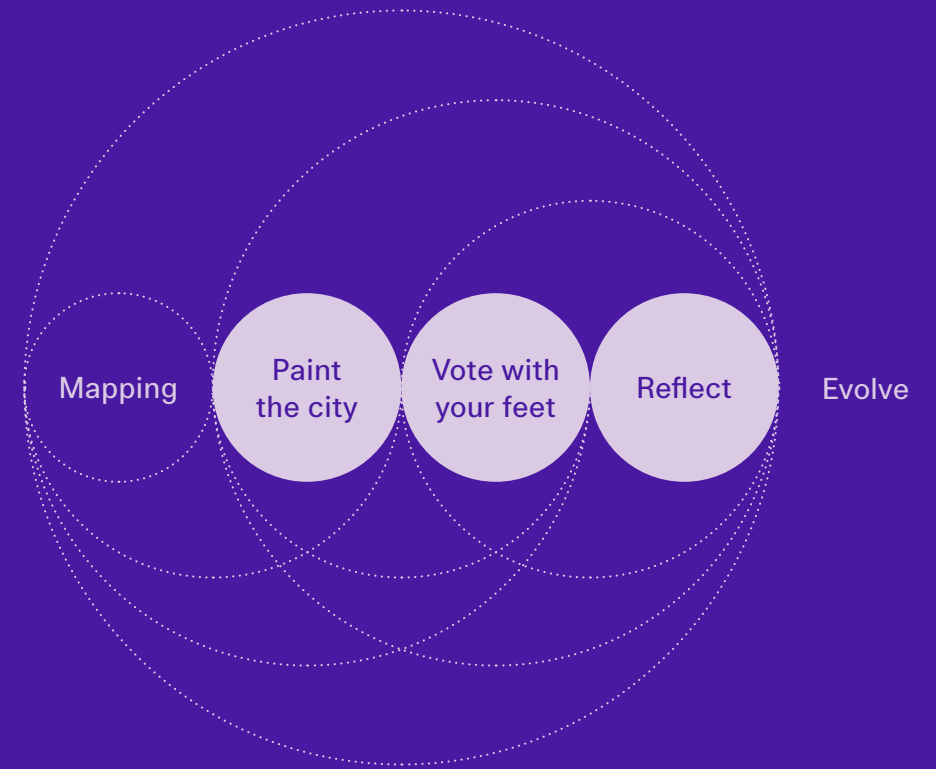 Mapping
Paint
the city
Vote with
your feet
Reflect
Evolve